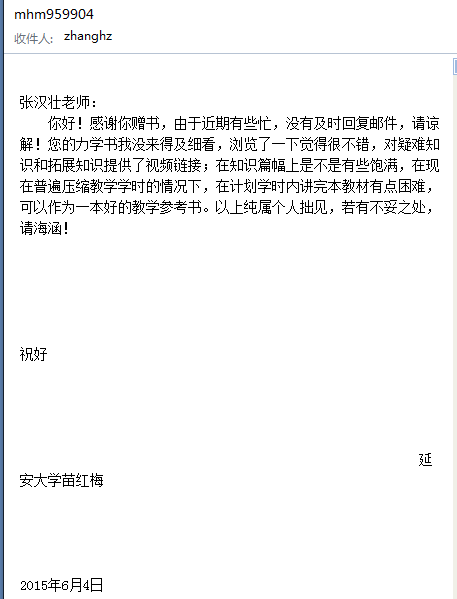 mhm959904
收件人: zhanghz
张汉壮老师：
你好！感谢你赠书，由于近期有些忙，没有及时回复邮件，请谅
解！您的力学书我没来得及细看，浏览了一下觉得很不错，对疑难知
识和拓展知识提供了视频链接；在知识篇幅上是不是有些饱满，在现
在普遍压缩教学学时的情况下，在计划学时内讲完本教材有点困难，
可以作为一本好的教学参考书。以上纯属个人拙见，若有不妥之处，
请海涵！
祝好
延
安大学苗红梅
2015年6月4日